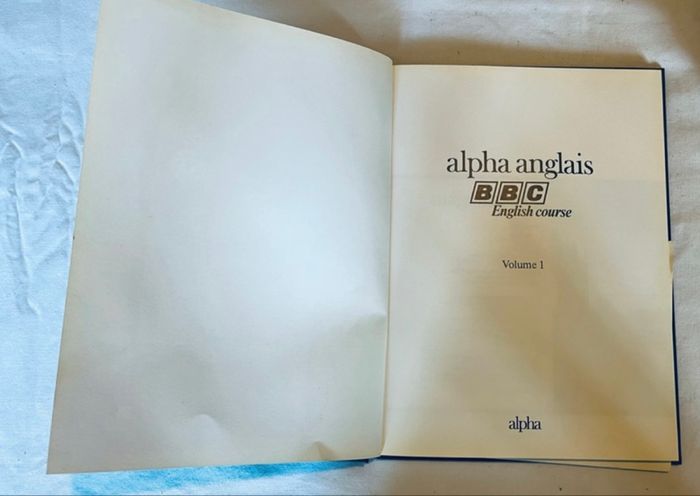 alpha anglais
BBC
English course
Volume 1
alpha